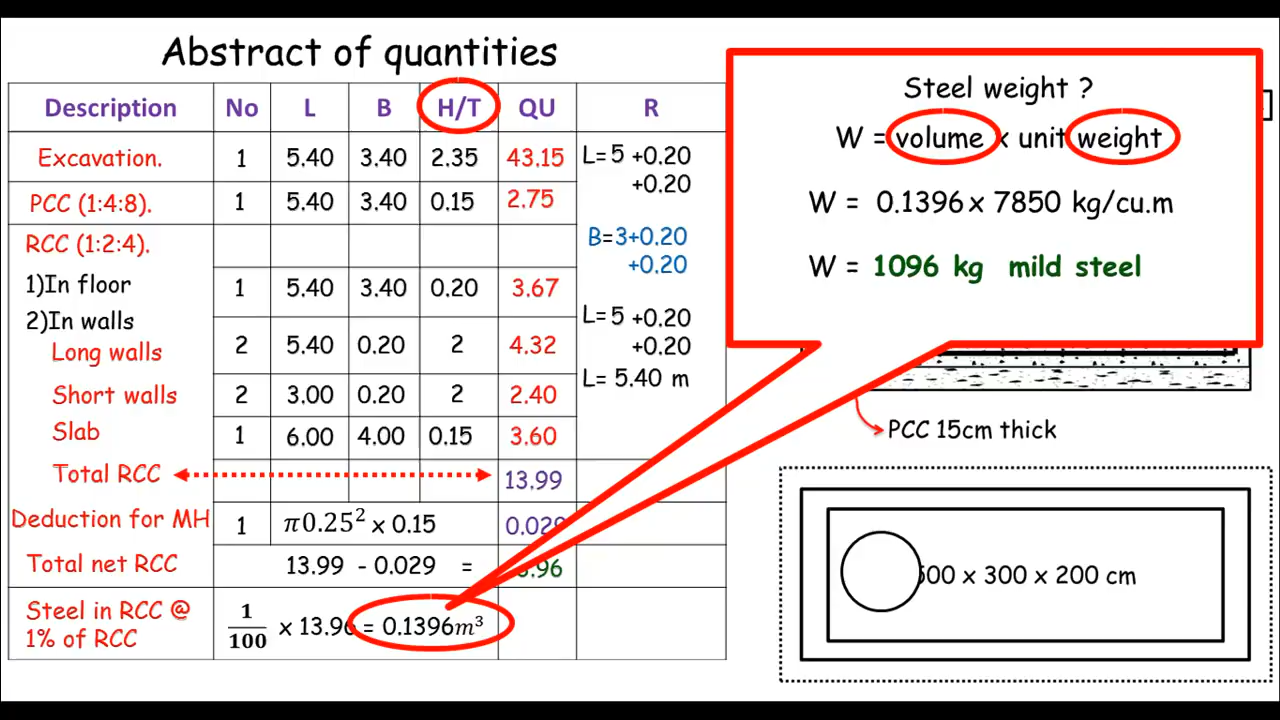 Abstract of quantities
Description No L B H/T QU R
Excavation. 1 5.40 3.40 2.35 43.15 L=5 +0.20
+0.20
PCC (1:4:8). 1 5.40 3.40 0.15 2.75
RCC (1:2:4). B=3+0.20
+0.20
1)In floor 1 5.40 3.40 0.20 3.67
2)In walls L=5 +0.20
Long walls 2 5.40 0.20 2 4.32 +0.20
L= 5.40 m
Short walls 2 3.00 0.20 2 2.40
Slab 1 6.00 4.00 0.15 3.60
Total RCC 13.99
Deduction for MH 1 π0.25² x 0.15 0.029
Total net RCC 13.99 - 0.029 = .96
Steel in RCC @
1% of RCC
1/100 x 13.96 = 0.1396m³
Steel weight ?
W = volume x unit weight
W = 0.1396 x 7850 kg/cu.m
W = 1096 kg mild steel
PCC 15cm thick
00 x 300 x 200 cm